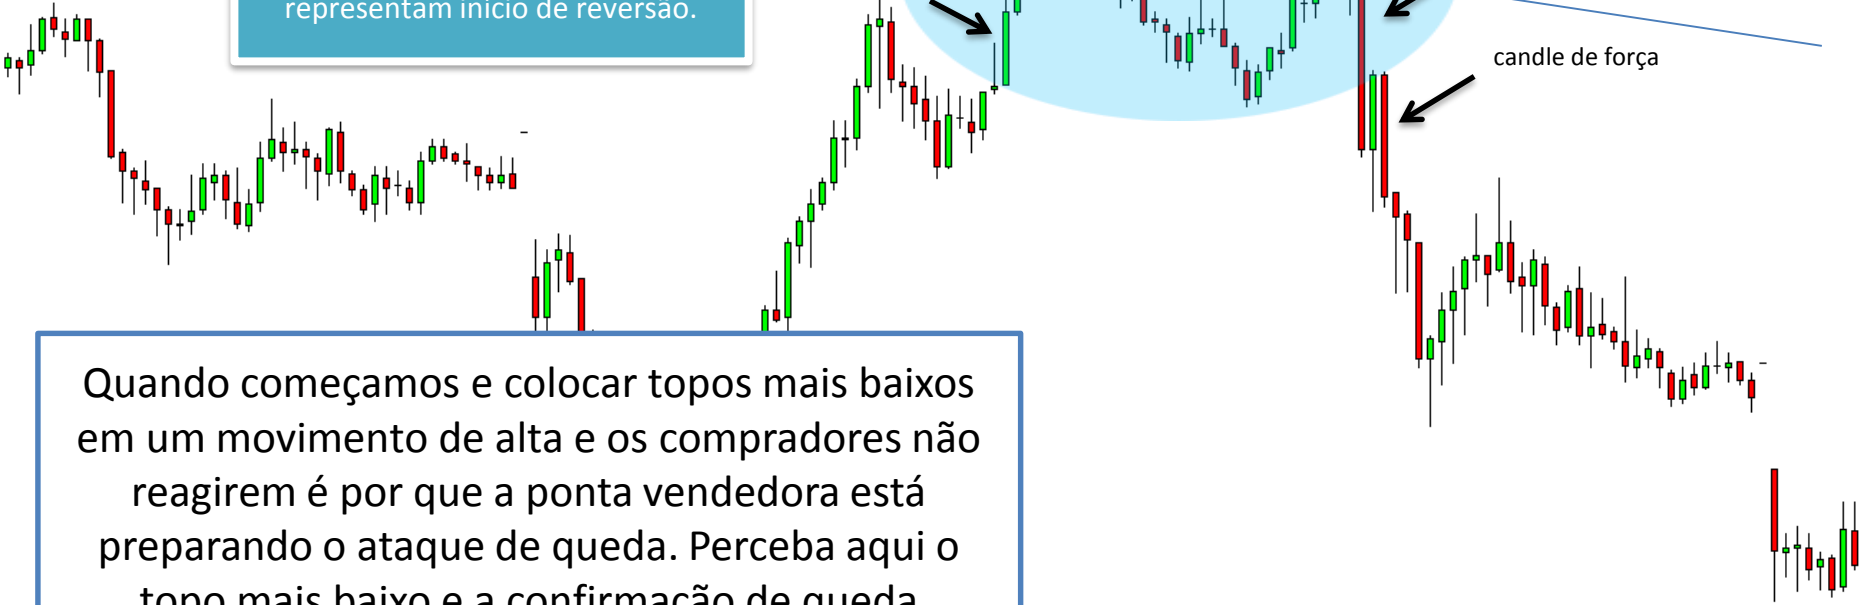 representam início de reversão.
candle de força
Quando começamos e colocar topos mais baixos
em um movimento de alta e os compradores não
reagirem é por que a ponta vendedora está
preparando o ataque de queda. Perceba aqui o
topo mais baixo e a confirmação de queda